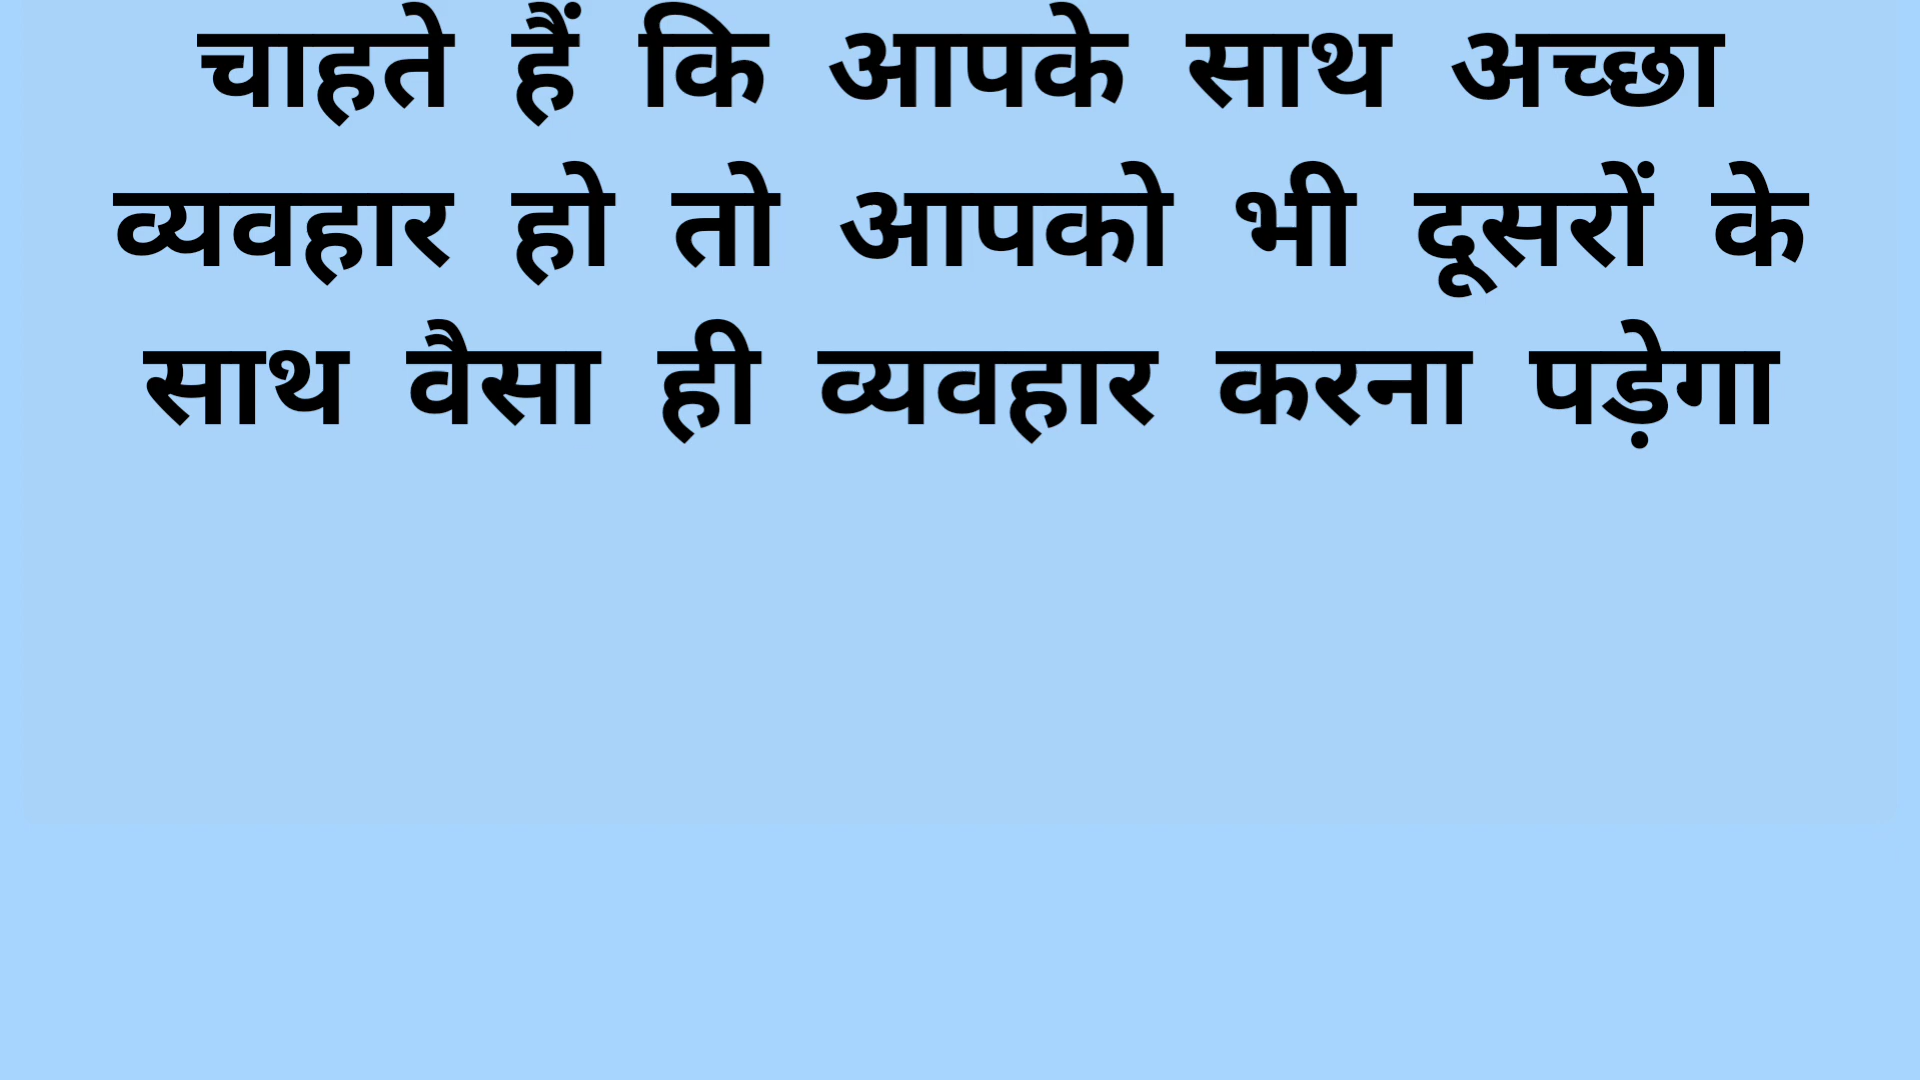 चाहते हैं कि आपके साथ अच्छा
व्यवहार हो तो आपको भी दूसरों के
साथ वैसा ही व्यवहार करना पड़ेगा